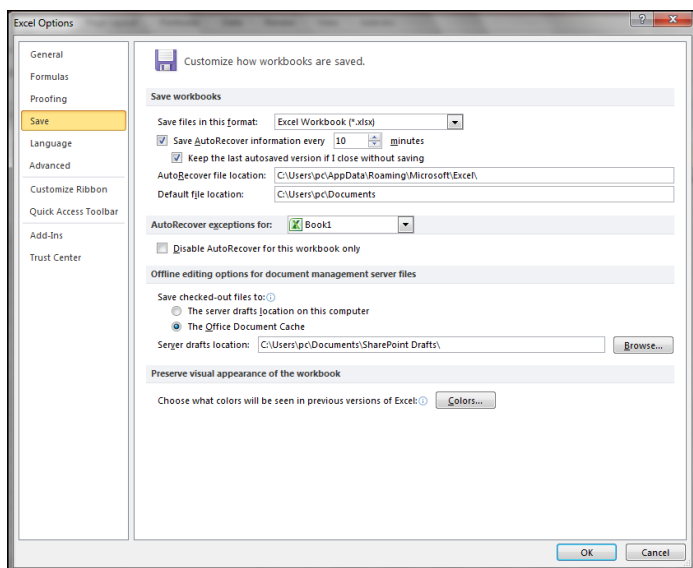 Excel Options
General
Formulas
Proofing
Save
Language
Advanced
Customize Ribbon
Quick Access Toolbar
Add-Ins
Trust Center
Customize how workbooks are saved.
Save workbooks
Save files in this format: Excel Workbook (*.xlsx)
Save AutoRecover information every 10 minutes
Keep the last autosaved version if I close without saving
AutoRecover file location: C:\Users\pc\AppData\Roaming\Microsoft\Excel\
Default file location: C:\Users\pc\Documents
AutoRecover exceptions for: Book1
Disable AutoRecover for this workbook only
Offline editing options for document management server files
Save checked-out files to:
The server drafts location on this computer
The Office Document Cache
Server drafts location: C:\Users\pc\Documents\SharePoint Drafts\ Browse...
Preserve visual appearance of the workbook
Choose what colors will be seen in previous versions of Excel: Colors...
OK Cancel